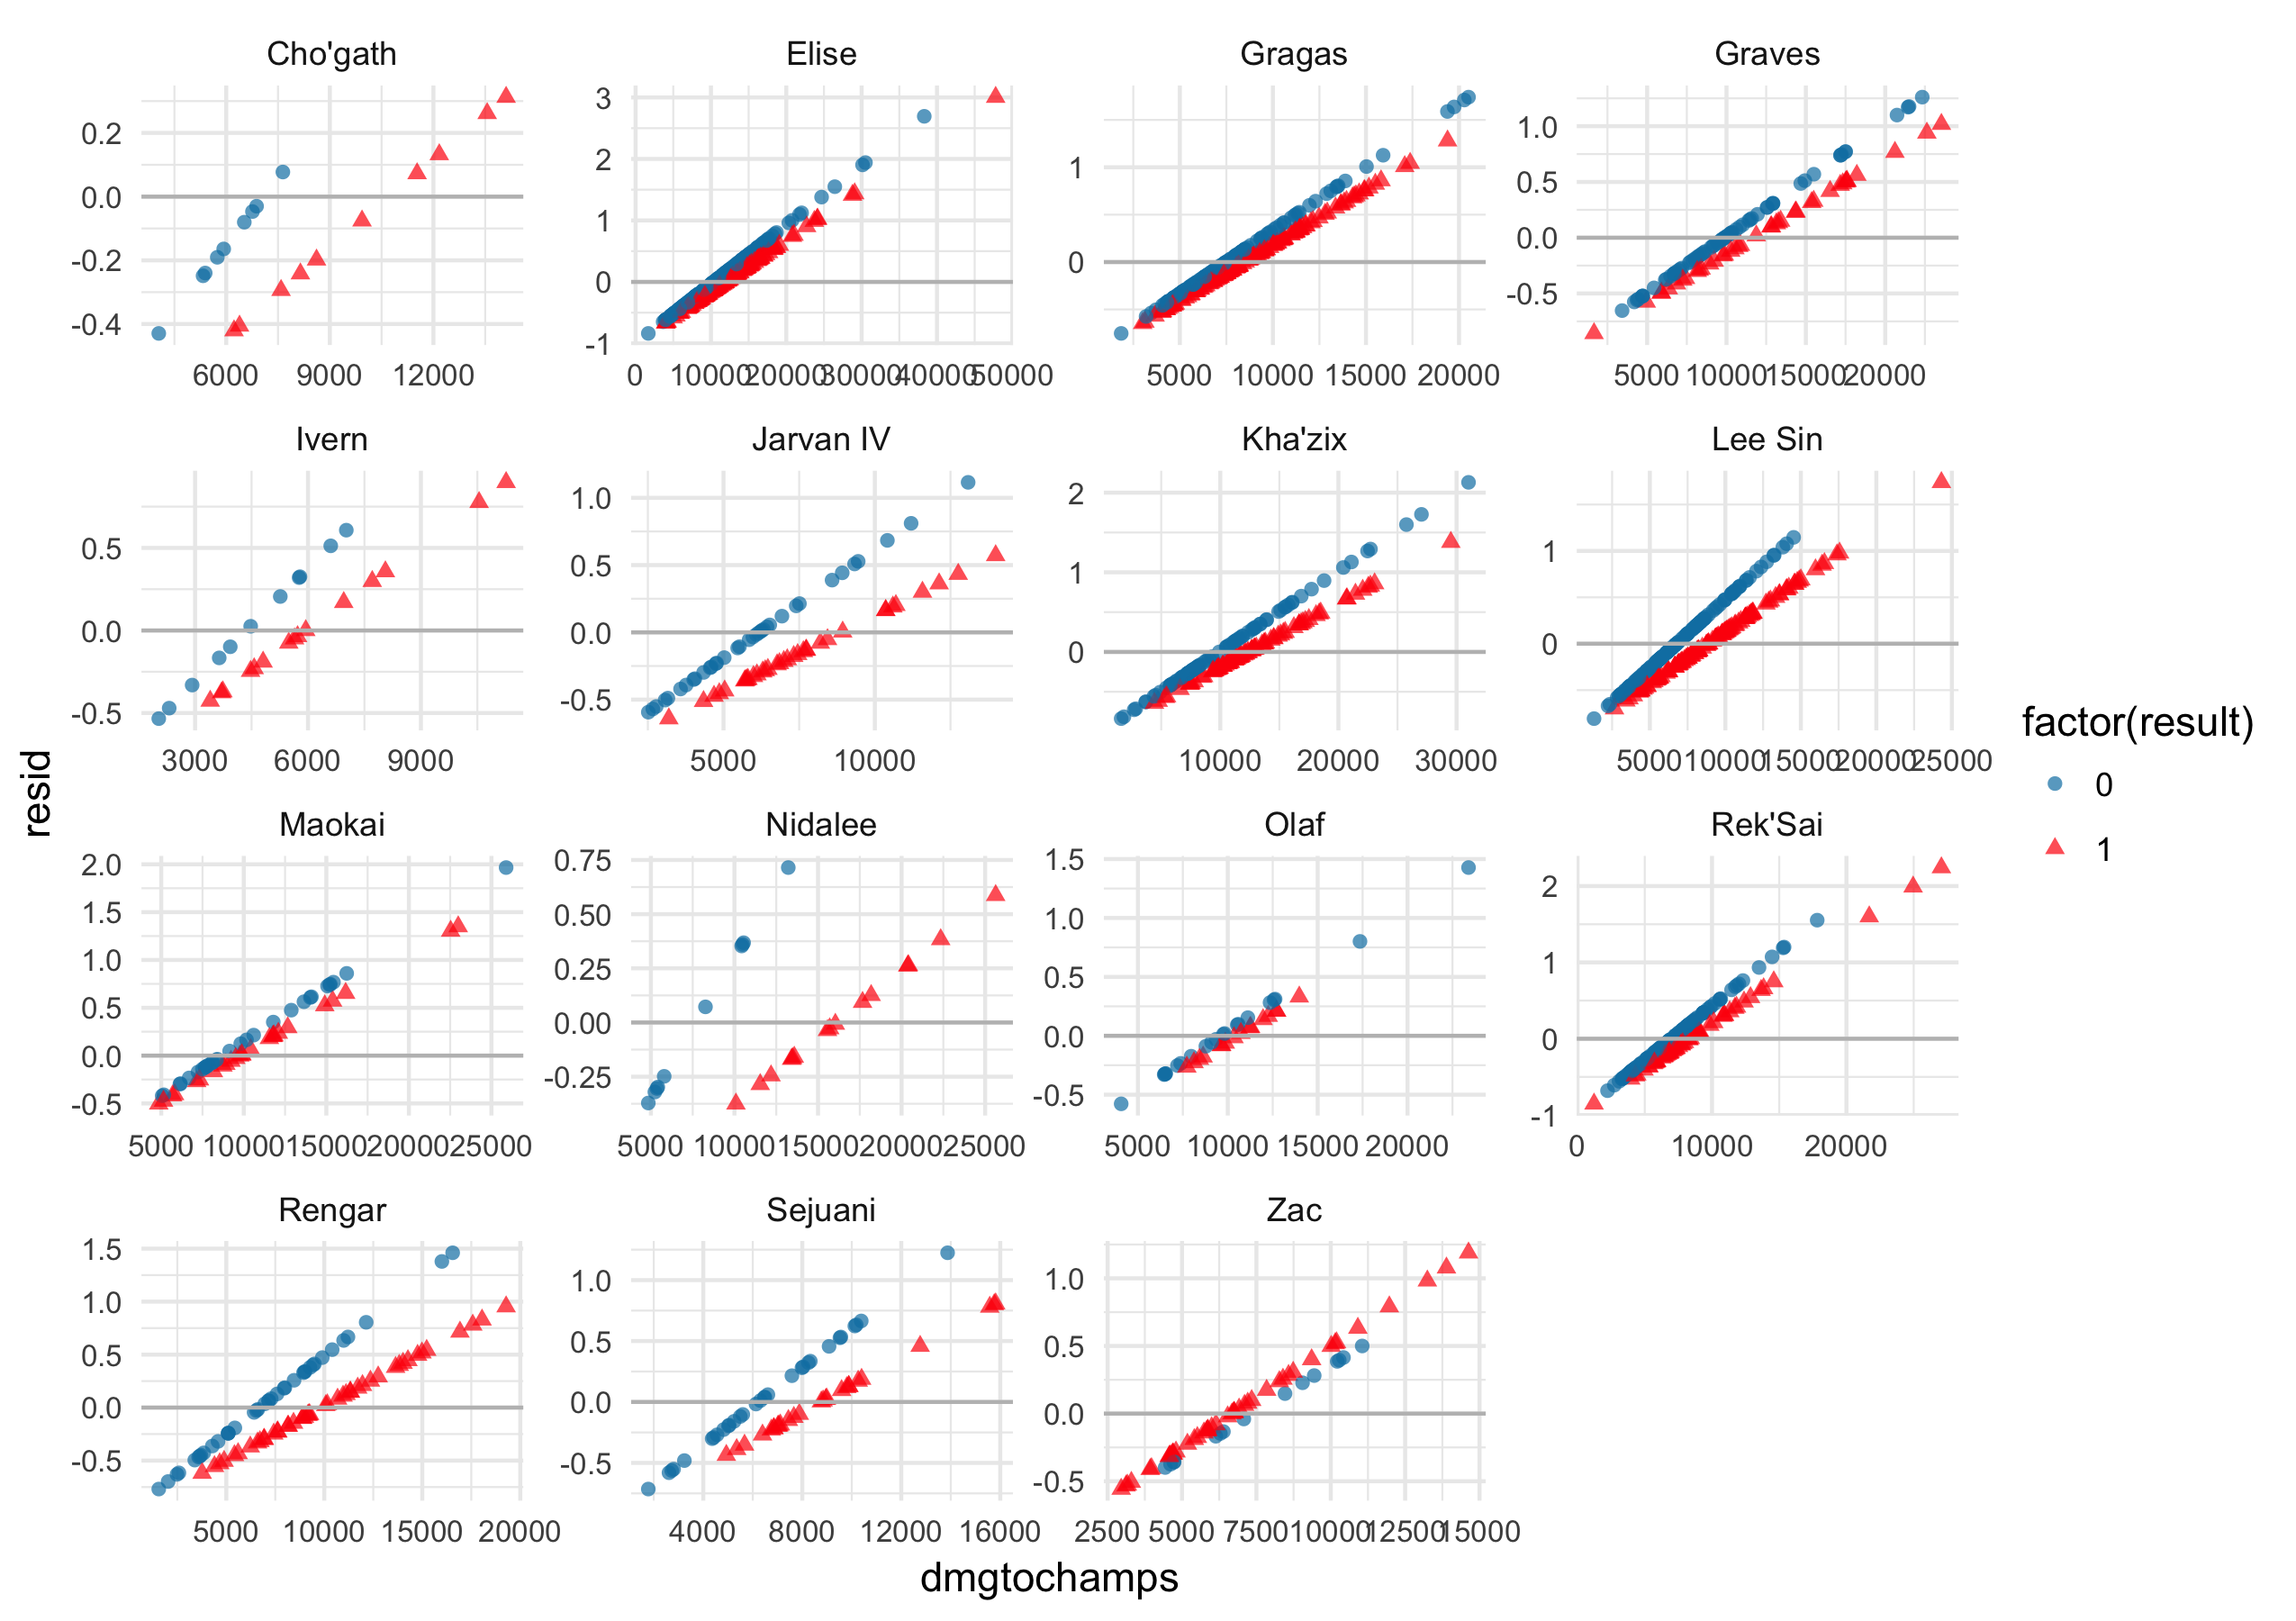 Cho'gath Elise Gragas Graves
0.2 0.0 -0.2 -0.4
3 2 1 0 -1
1 0
1.0 0.5 0.0 -0.5
6000 9000 12000
0 10000 20000 30000 40000 50000
5000 10000 15000 20000
5000 10000 15000 20000
Ivern Jarvan IV Kha'zix Lee Sin
0.5 0.0 -0.5
1.0 0.5 0.0 -0.5
2 1 0
1 0
3000 6000 9000
5000 10000
10000 20000 30000
5000 10000 15000 20000 25000
Maokai Nidalee Olaf Rek'Sai
2.0 1.5 1.0 0.5 0.0 -0.5
0.75 0.50 0.25 0.00 -0.25
1.5 1.0 0.5 0.0 -0.5
2 1 0 -1
5000 10000 15000 20000 25000
5000 10000 15000 20000 25000
5000 10000 15000 20000
0 10000 20000
Rengar Sejuani Zac
1.5 1.0 0.5 0.0 -0.5
1.0 0.5 0.0 -0.5
1.0 0.5 0.0 -0.5
5000 10000 15000 20000
4000 8000 12000 16000
2500 5000 7500 10000 12500 15000
dmgtochamps
resid
factor(result)
0
1